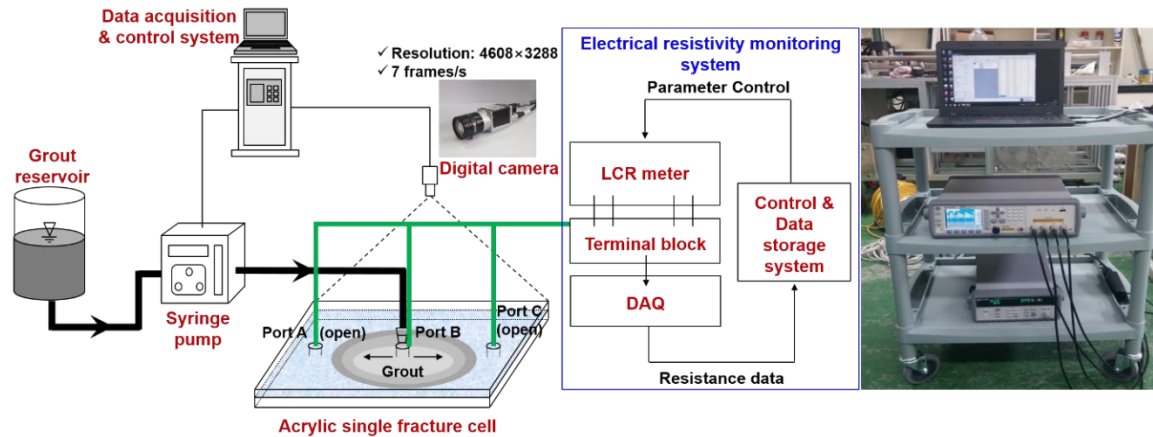 Data acquisition
& control system
✓ Resolution: 4608×3288
✓ 7 frames/s
Digital camera
Grout
reservoir
Syringe
pump
Port A (open)
Port B
Port C
(open)
Grout
Acrylic single fracture cell
Electrical resistivity monitoring
system
Parameter Control
LCR meter
Terminal block
DAQ
Control &
Data
storage
system
Resistance data